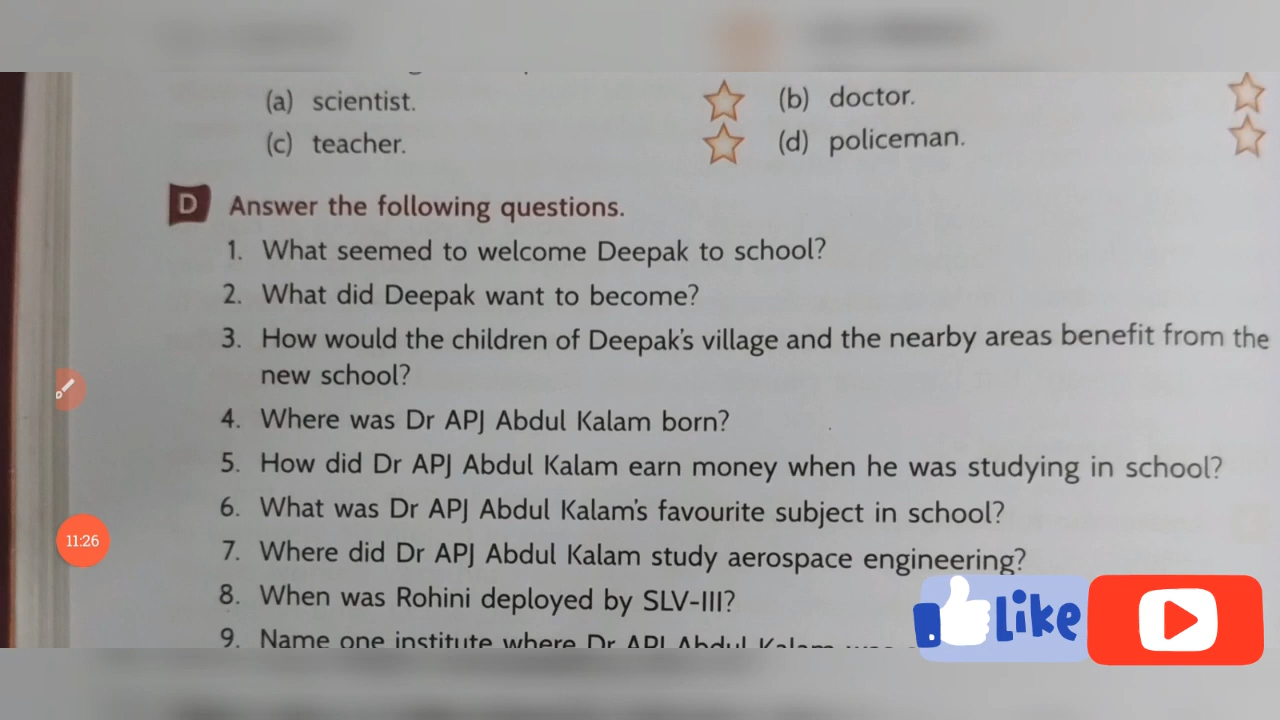 (a) scientist. (b) doctor.
(c) teacher. (d) policeman.
D Answer the following questions.
1. What seemed to welcome Deepak to school?
2. What did Deepak want to become?
3. How would the children of Deepak's village and the nearby areas benefit from the
new school?
4. Where was Dr APJ Abdul Kalam born?
5. How did Dr APJ Abdul Kalam earn money when he was studying in school?
6. What was Dr APJ Abdul Kalam's favourite subject in school?
7. Where did Dr APJ Abdul Kalam study aerospace engineering?
8. When was Rohini deployed by SLV-III?
9. Name one institute where Dr APJ Abdul Kalam
11:26
Like